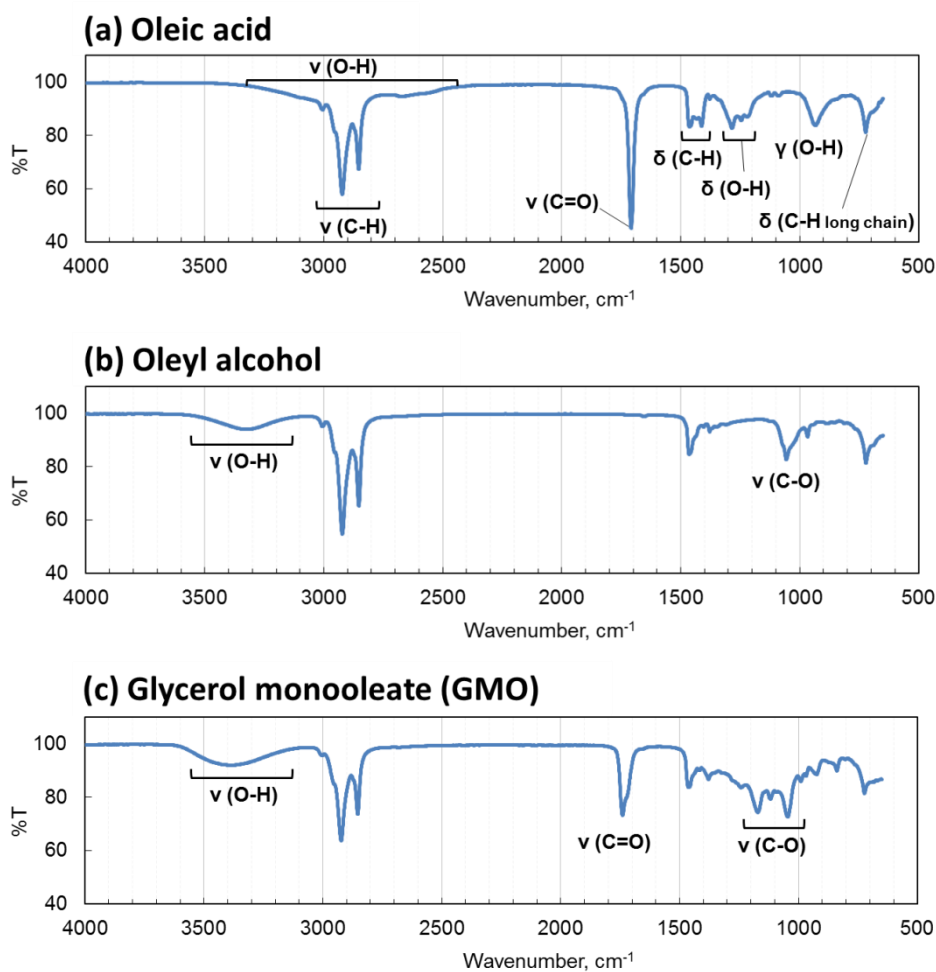 (a) Oleic acid
ν (O-H)
100
80
60
40
%T
ν (C-H)
ν (C=O)
δ (C-H)
δ (O-H)
γ (O-H)
δ (C-H long chain)
4000 3500 3000 2500 2000 1500 1000 500
Wavenumber, cm⁻¹
(b) Oleyl alcohol
100
80
60
40
%T
ν (O-H)
ν (C-O)
4000 3500 3000 2500 2000 1500 1000 500
Wavenumber, cm⁻¹
(c) Glycerol monooleate (GMO)
100
80
60
40
%T
ν (O-H)
ν (C=O)
ν (C-O)
4000 3500 3000 2500 2000 1500 1000 500
Wavenumber, cm⁻¹